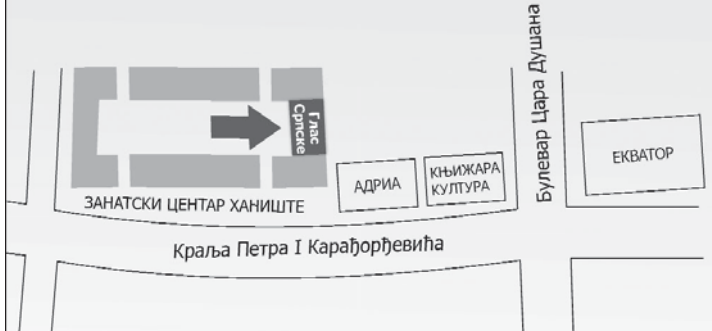 Булевар Цара Душана
Глас
Српске
АДРИА
КЊИЖАРА
КУЛТУРА
ЕКВАТОР
ЗАНАТСКИ ЦЕНТАР ХАНИШТЕ
Краља Петра I Карађорђевића